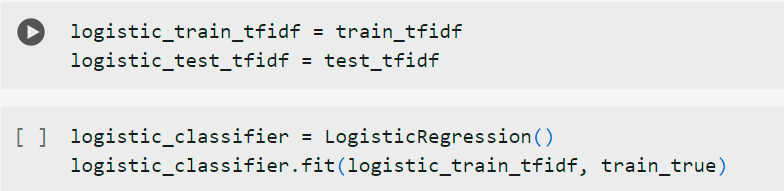 logistic_train_tfidf = train_tfidf
logistic_test_tfidf = test_tfidf
[ ] logistic_classifier = LogisticRegression()
logistic_classifier.fit(logistic_train_tfidf, train_true)